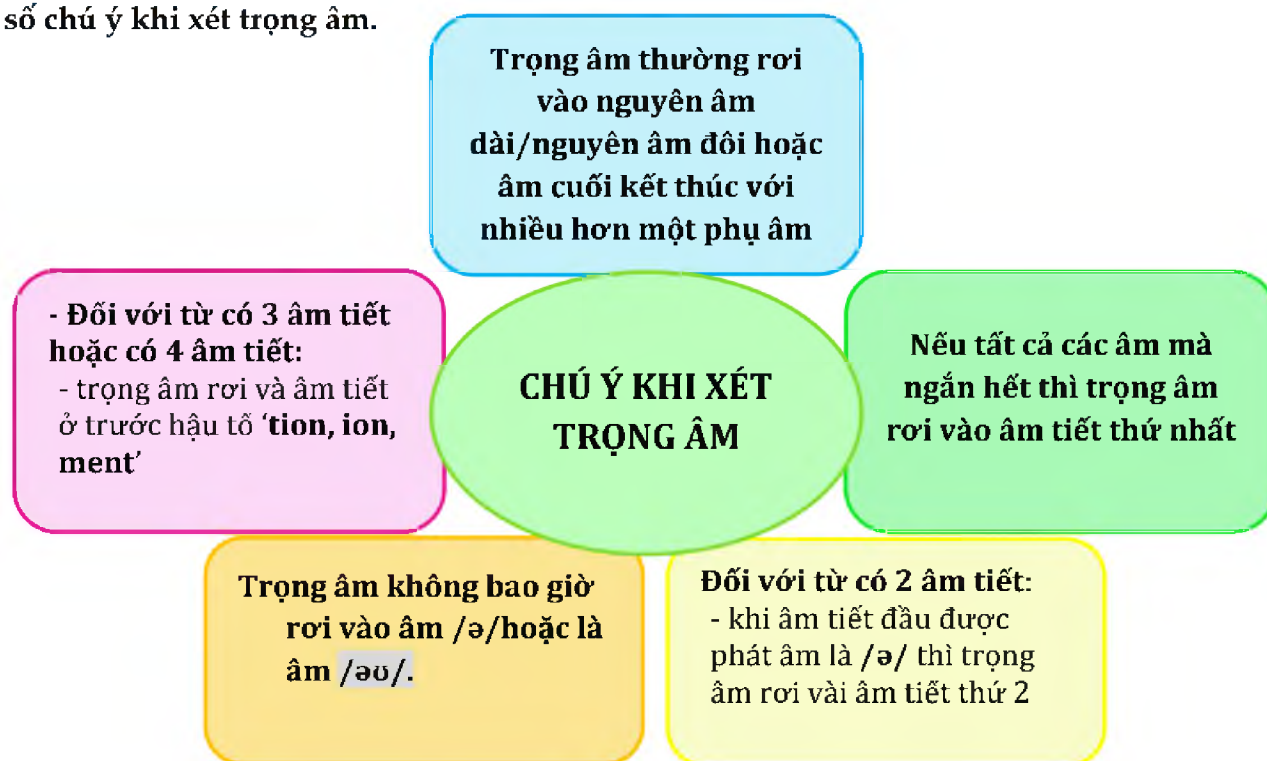 số chú ý khi xét trọng âm.
Trọng âm thường rơi
vào nguyên âm
dài/nguyên âm đôi hoặc
âm cuối kết thúc với
nhiều hơn một phụ âm
- Đối với từ có 3 âm tiết
hoặc có 4 âm tiết:
- trọng âm rơi và âm tiết
ở trước hậu tố ‘tion, ion,
ment’
CHÚ Ý KHI XÉT
TRỌNG ÂM
Nếu tất cả các âm mà
ngắn hết thì trọng âm
rơi vào âm tiết thứ nhất
Trọng âm không bao giờ
rơi vào âm /ə/hoặc là
âm /əʊ/.
Đối với từ có 2 âm tiết:
- khi âm tiết đầu được
phát âm là /ə/ thì trọng
âm rơi vài âm tiết thứ 2